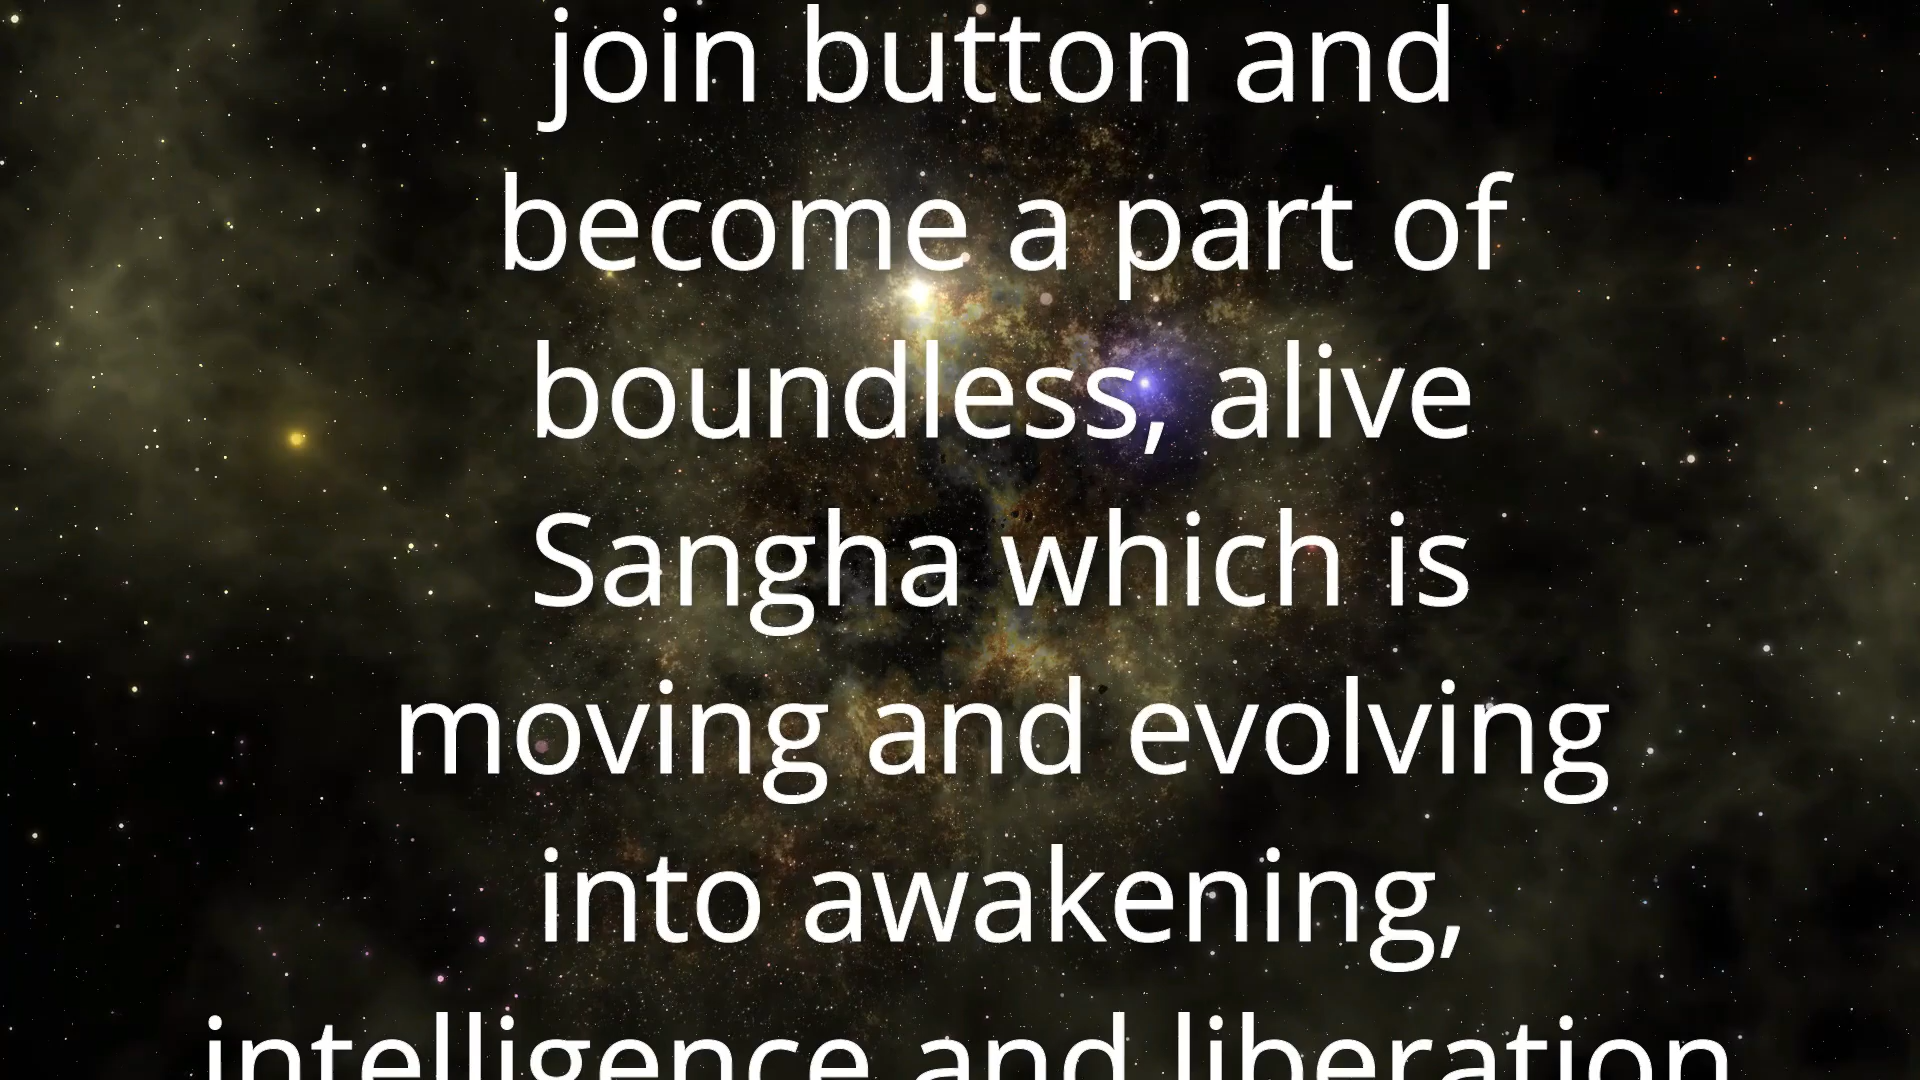 join button and
become a part of
boundless, alive
Sangha which is
moving and evolving
into awakening,
intelligence and liberation